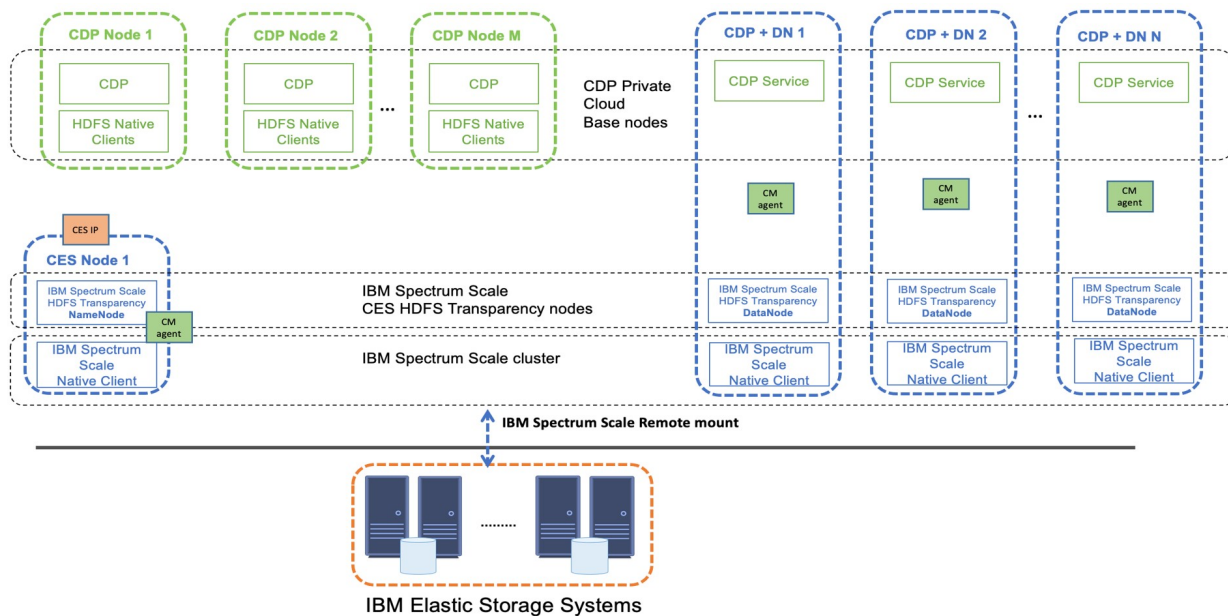 CDP Node 1
CDP Node 2
CDP Node M
CDP + DN 1
CDP + DN 2
CDP + DN N
CDP
CDP
CDP
HDFS Native
Clients
HDFS Native
Clients
HDFS Native
Clients
...
CDP Private
Cloud
Base nodes
CDP Service
CDP Service
CDP Service
...
CM
agent
CM
agent
CM
agent
CES IP
CES Node 1
IBM Spectrum Scale
HDFS Transparency
NameNode
CM
agent
IBM Spectrum Scale
CES HDFS Transparency nodes
IBM Spectrum Scale
HDFS Transparency
DataNode
IBM Spectrum Scale
HDFS Transparency
DataNode
IBM Spectrum Scale
HDFS Transparency
DataNode
IBM Spectrum
Scale
Native Client
IBM Spectrum Scale cluster
IBM Spectrum
Scale
Native Client
IBM Spectrum
Scale
Native Client
IBM Spectrum
Scale
Native Client
IBM Spectrum Scale Remote mount
.........
IBM Elastic Storage Systems